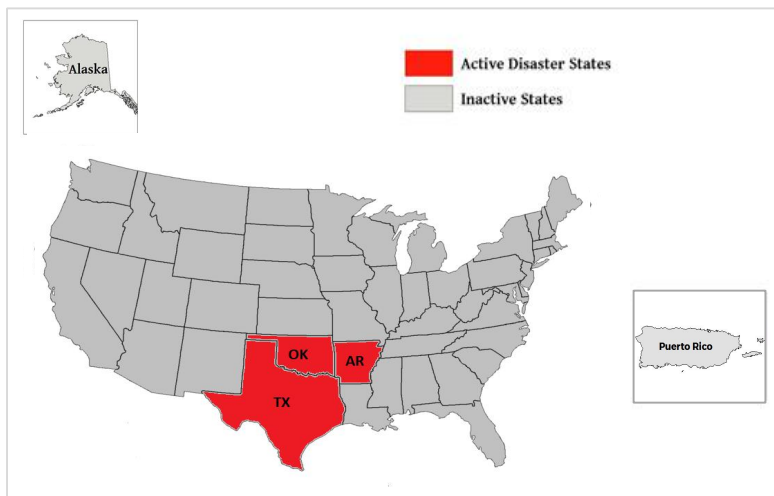 Alaska
Active Disaster States
Inactive States
OK
AR
TX
Puerto Rico